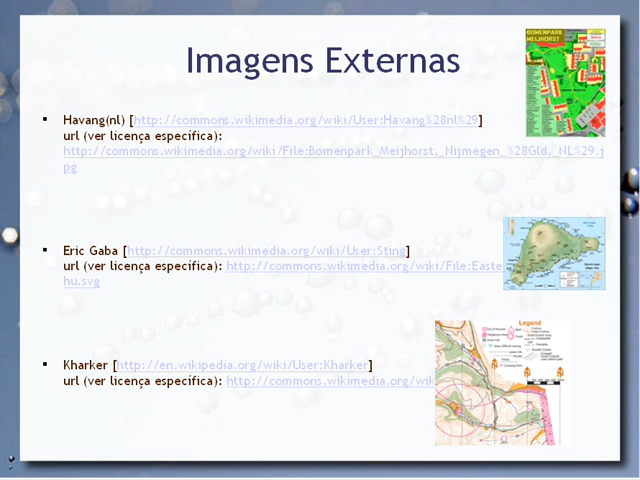 Imagens Externas
BOMENPARK
MEIJHORST
▪ Havang(nl) [http://commons.wikimedia.org/wiki/User:Havang%28nl%29]
url (ver licença específica):
http://commons.wikimedia.org/wiki/File:Bomenpark_Meijhorst,_Nijmegen_%28Gld,_NL%29.j
pg
▪ Eric Gaba [http://commons.wikimedia.org/wiki/User:Sting]
url (ver licença específica): http://commons.wikimedia.org/wiki/File:Easte
hu.svg
Legend
▪ Kharker [http://en.wikipedia.org/wiki/User:Kharker]
url (ver licença específica): http://commons.wikimedia.org/wik